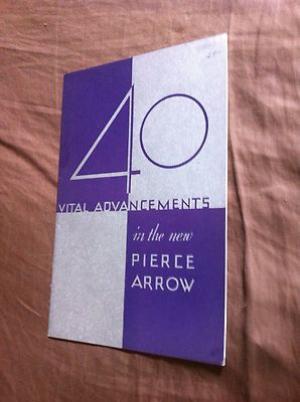 40
VITAL ADVANCEMENTS
in the new
PIERCE
ARROW